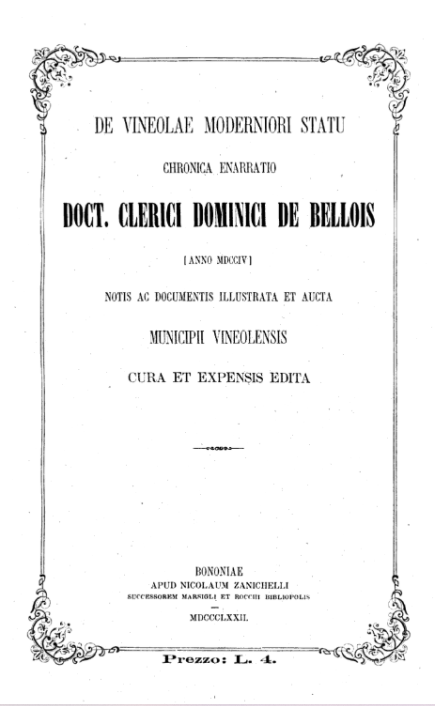 DE VINEOLAE MODERNIORI STATU
CHRONICA ENARRATIO
DOCT. CLERICI DOMINICI DE BELLOIS
[ ANNO MDCCIV ]
NOTIS AC DOCUMENTIS ILLUSTRATA ET AUCTA
MUNICIPII VINEOLENSIS
CURA ET EXPENSIS EDITA
BONONIAE
APUD NICOLAUM ZANICHELLI
SUCCESSOREM MARSIGLI ET ROCCHI BIBLIOPOLIS
MDCCCLXXII.
Prezzo: L. 4.